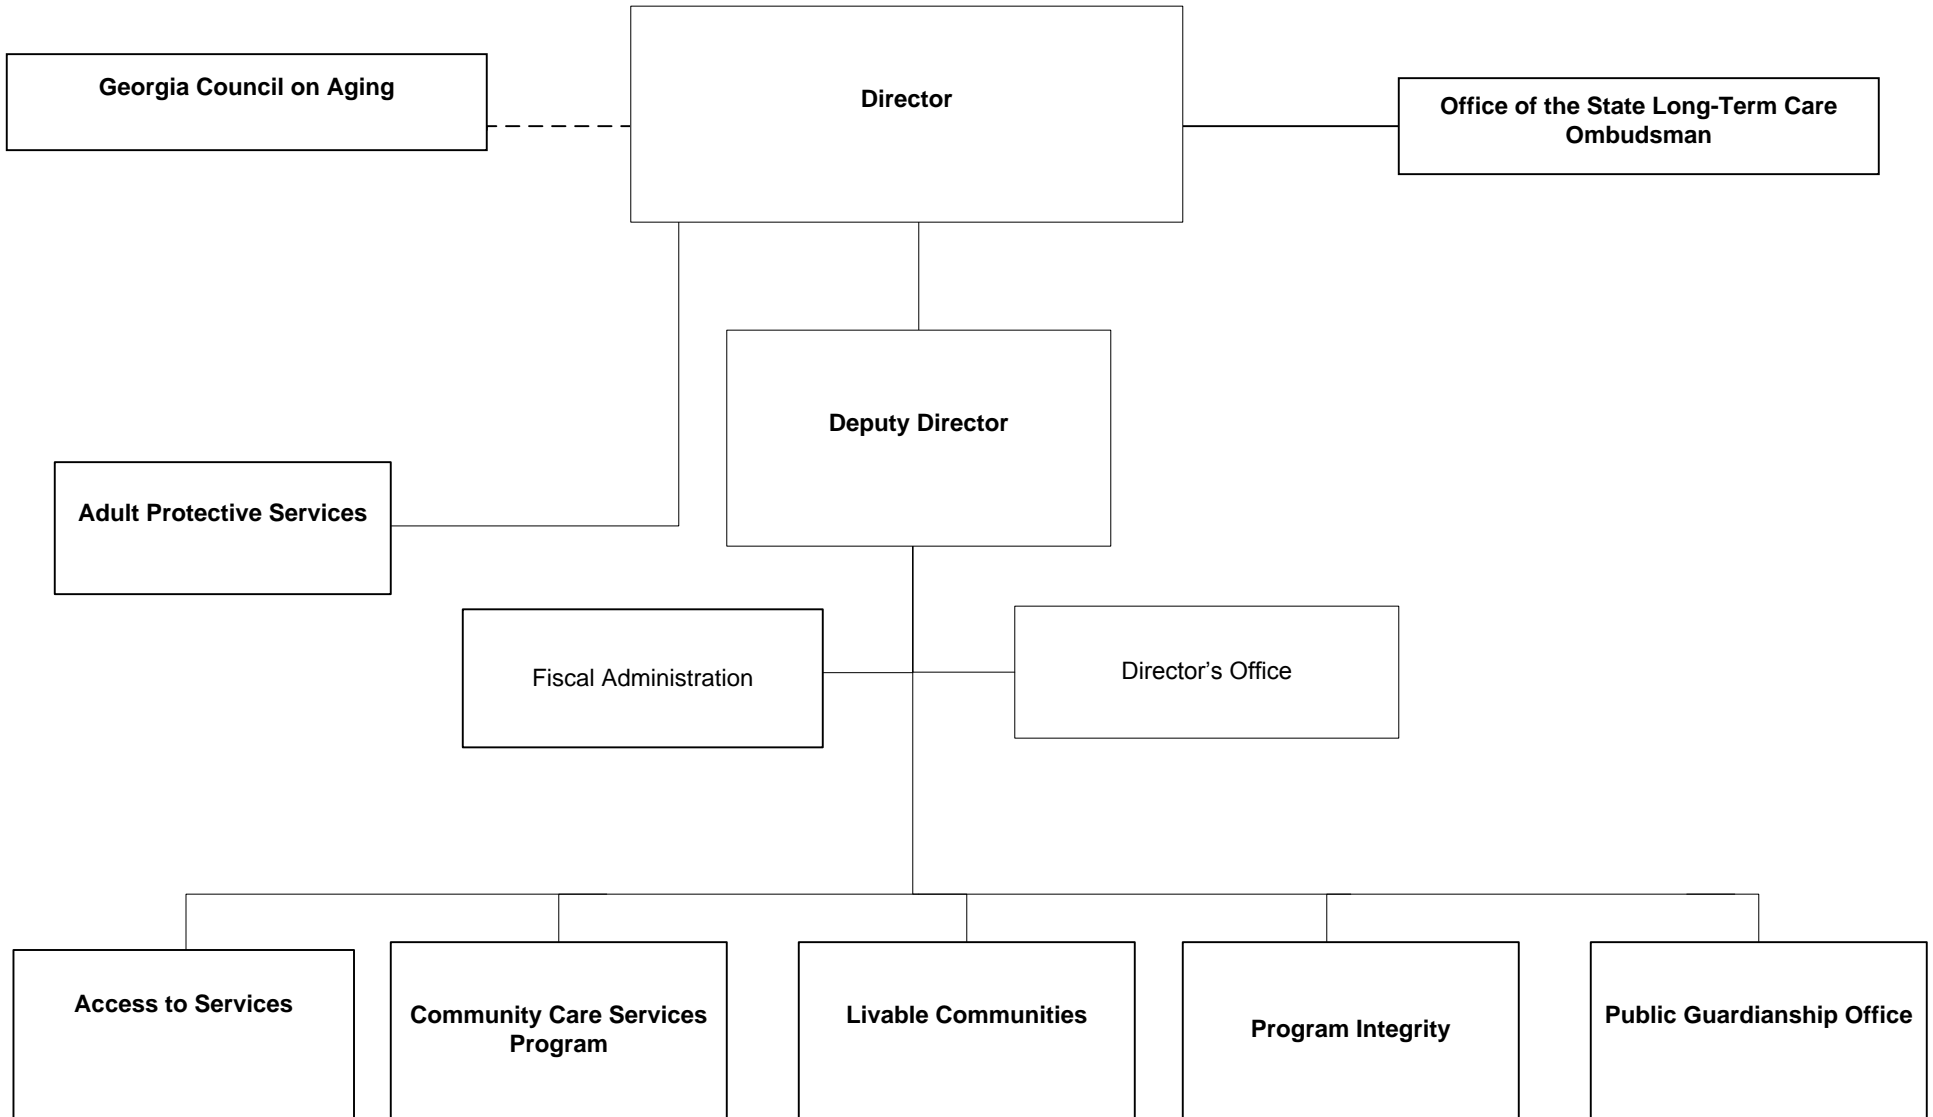 Georgia Council on Aging
Director
Office of the State Long-Term Care
Ombudsman
Deputy Director
Adult Protective Services
Fiscal Administration
Director’s Office
Access to Services
Community Care Services
Program
Livable Communities
Program Integrity
Public Guardianship Office